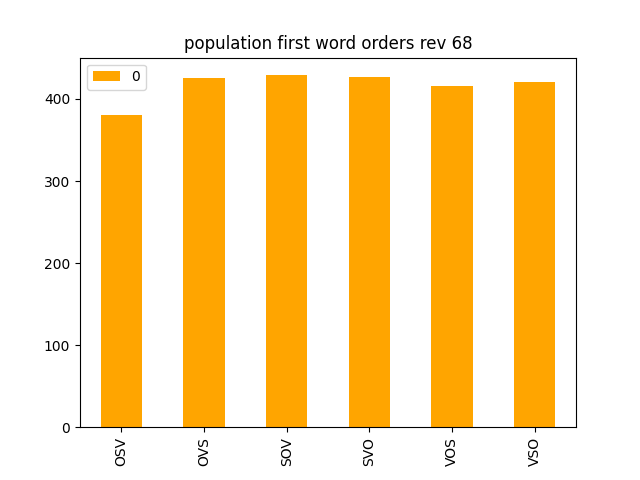 population first word orders rev 68
0
400
300
200
100
0
OSV
OVS
SOV
SVO
VOS
VSO